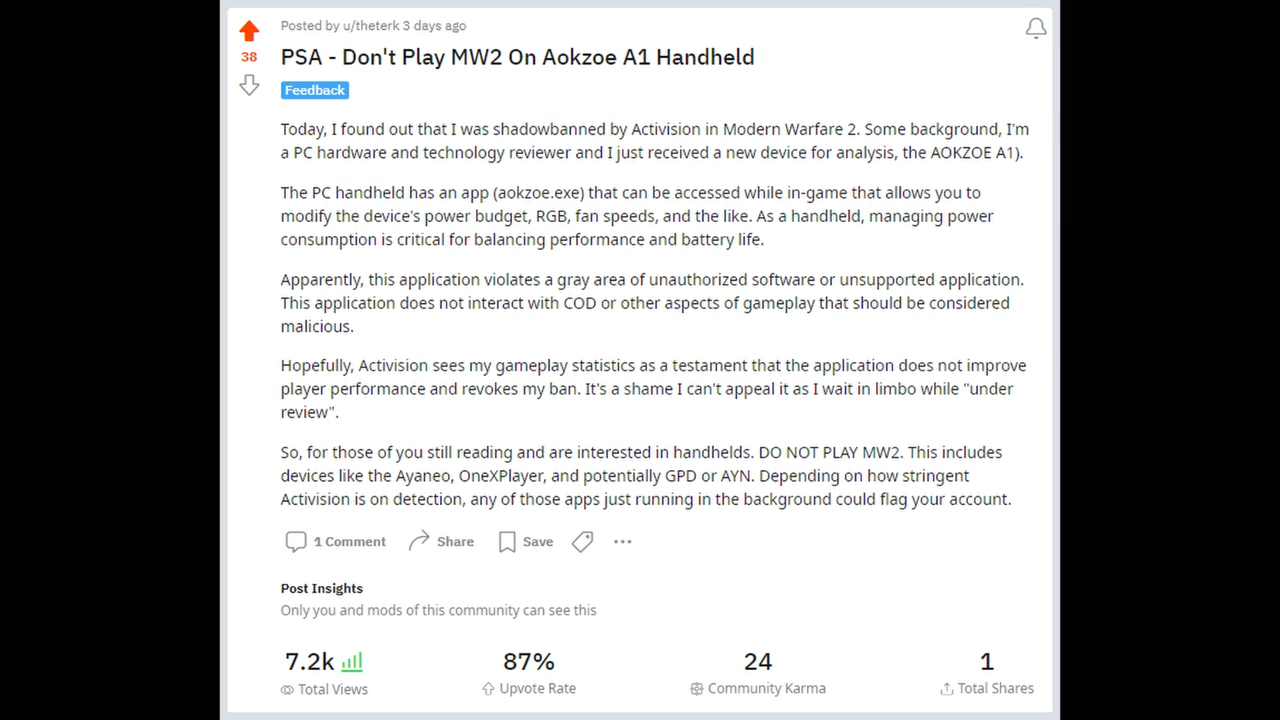 Posted by u/theterk 3 days ago
38
PSA - Don't Play MW2 On Aokzoe A1 Handheld
Feedback
Today, I found out that I was shadowbanned by Activision in Modern Warfare 2. Some background, I'm
a PC hardware and technology reviewer and I just received a new device for analysis, the AOKZOE A1).
The PC handheld has an app (aokzoe.exe) that can be accessed while in-game that allows you to
modify the device's power budget, RGB, fan speeds, and the like. As a handheld, managing power
consumption is critical for balancing performance and battery life.
Apparently, this application violates a gray area of unauthorized software or unsupported application.
This application does not interact with COD or other aspects of gameplay that should be considered
malicious.
Hopefully, Activision sees my gameplay statistics as a testament that the application does not improve
player performance and revokes my ban. It's a shame I can't appeal it as I wait in limbo while "under
review".
So, for those of you still reading and are interested in handhelds. DO NOT PLAY MW2. This includes
devices like the Ayaneo, OneXPlayer, and potentially GPD or AYN. Depending on how stringent
Activision is on detection, any of those apps just running in the background could flag your account.
1 Comment Share Save
Post Insights
Only you and mods of this community can see this
7.2k 87% 24 1
Total Views Upvote Rate Community Karma Total Shares